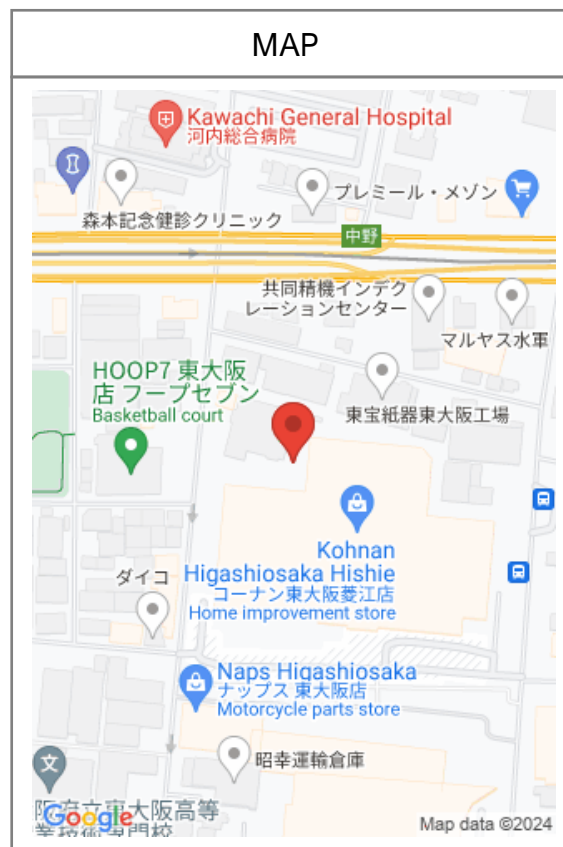 MAP
Kawachi General Hospital
河内総合病院
プレミール・メゾン
森本記念健診クリニック
中野
共同精機インデク
レーションセンター
マルヤス水軍
HOOP7 東大阪
店 フープセブン
Basketball court
東宝紙器東大阪工場
Kohnan
Higashiosaka Hishie
コーナン東大阪菱江店
Home improvement store
ダイコ
Naps Higashiosaka
ナップス 東大阪店
Motorcycle parts store
昭幸運輸倉庫
文
大阪高等
Google
Map data ©2024